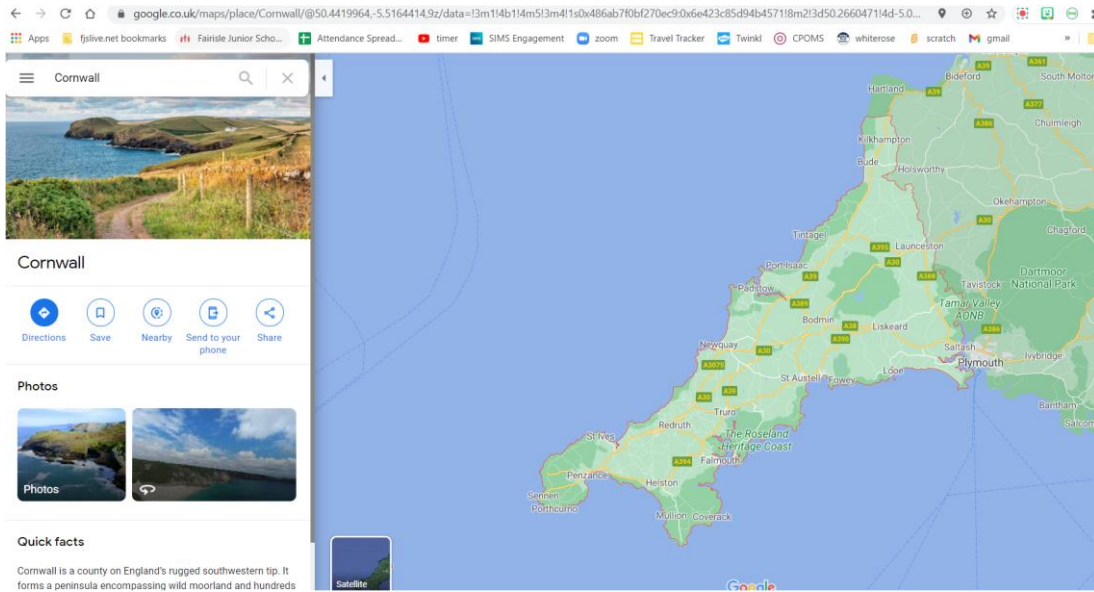 google.co.uk/maps/place/Cornwall/@50.4419964,-5.5164414,9z/data=!3m1!4b1!4m5!3m4!1s0x486ab7f0bf270ec9:0x6e423c85d94b4571!8m2!3d50.2660471!4d-5.0...
Apps
fjslive.net bookmarks
Fairisle Junior Scho...
Attendance Spread...
timer
SIMS Engagement
zoom
Travel Tracker
Twinkl
CPOMS
whiterose
scratch
gmail
»
Cornwall
Cornwall
Directions
Save
Nearby
Send to your
phone
Share
Photos
Photos
Quick facts
Cornwall is a county on England's rugged southwestern tip. It
forms a peninsula encompassing wild moorland and hundreds
Satellite
A39
A361
Bideford
South Molton
Hartland
A39
A377
A386
Chulmleigh
Kilkhampton
Bude
Holsworthy
Okehampton
A30
Chagford
Tintagel
A395
Launceston
A30
Port Isaac
A39
A388
Dartmoor
National Park
Tavistock
Padstow
Tamar Valley
AONB
A389
Bodmin
A38
Liskeard
A386
A390
Saltash
Newquay
A30
Plymouth
Ivybridge
A3075
St Austell
Fowey
Looe
A39
A30
Bantham
Truro
Salcom
Redruth
St Ives
The Roseland
Heritage Coast
A394
Falmouth
Penzance
Helston
Sennen
Porthcurno
Mullion
Coverack
Google